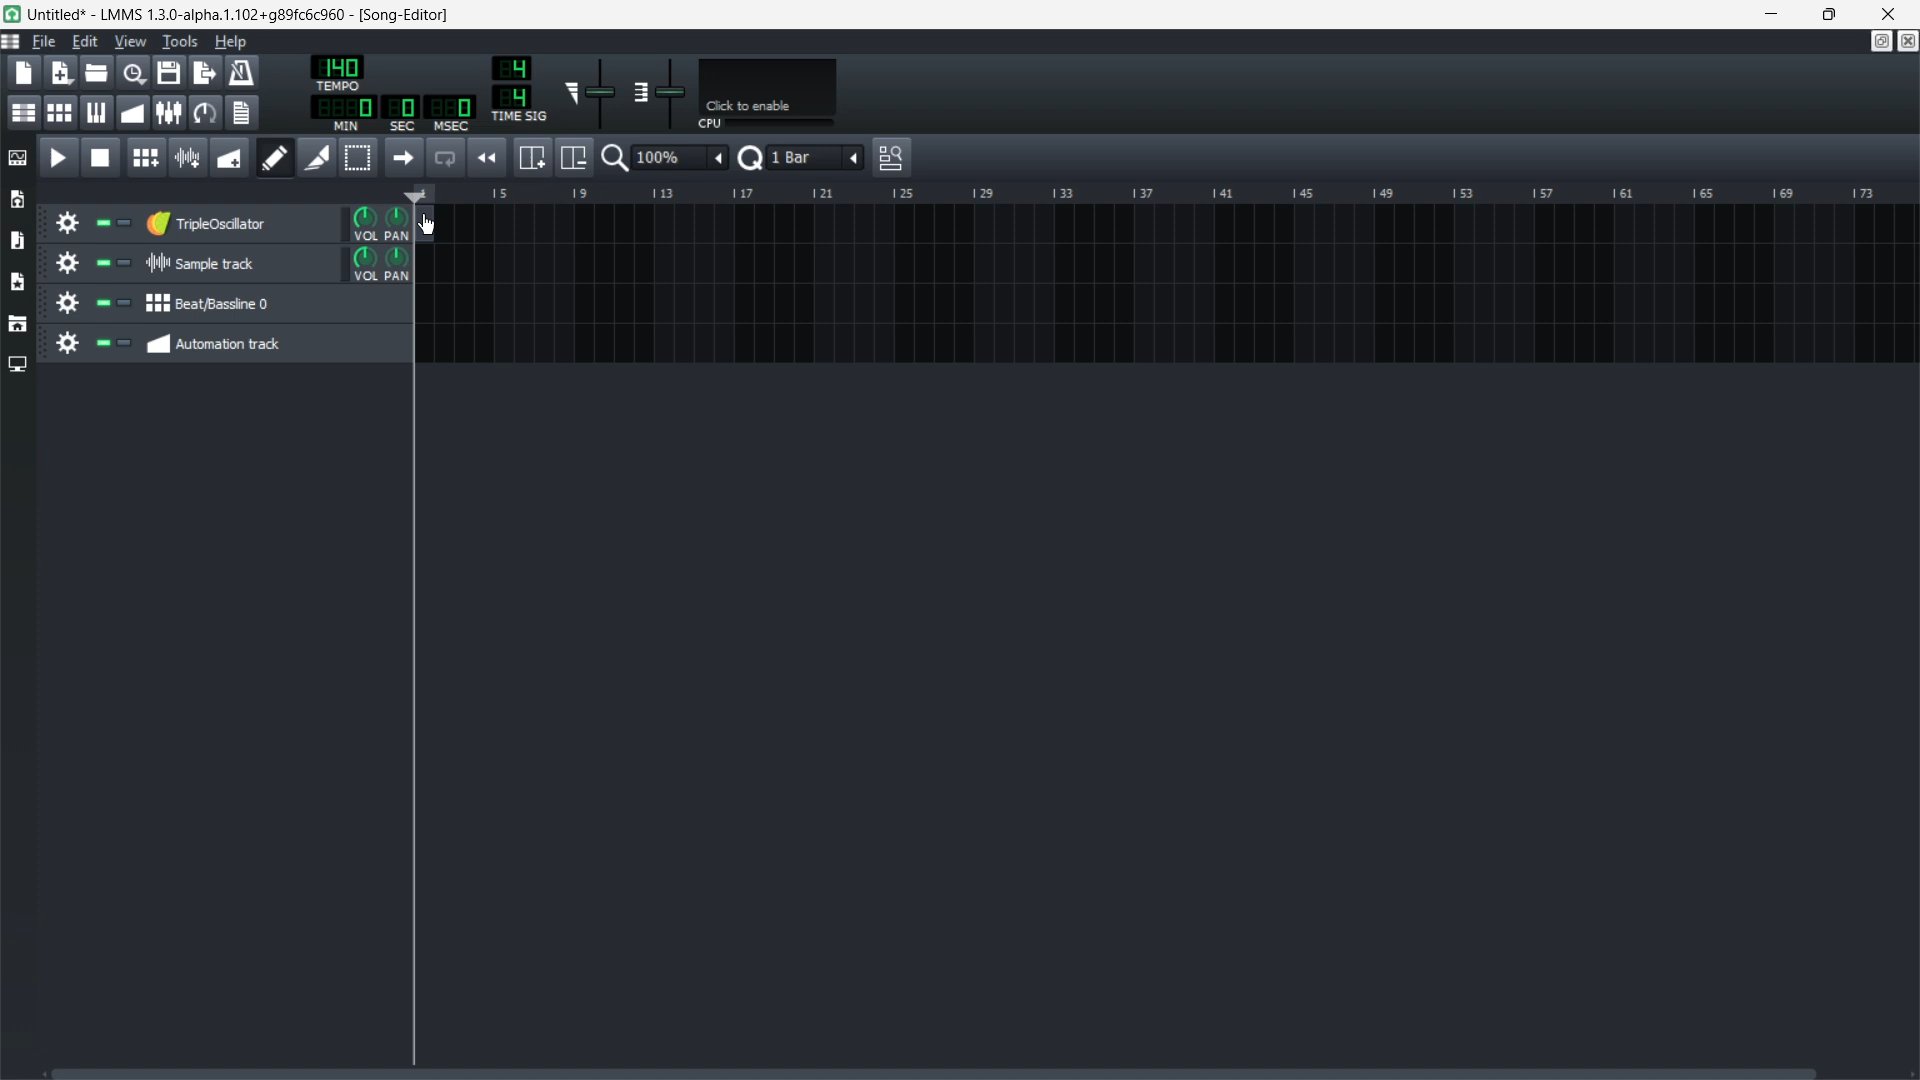 Untitled* - LMMS 1.3.0-alpha.1.102+g89fc6c960 - [Song-Editor]
File Edit View Tools Help
140
TEMPO
0 0 0
MIN SEC MSEC
4
4
TIME SIG
Click to enable
CPU
100% 1 Bar
1 5 9 13 17 21 25 29 33 37 41 45 49 53 57 61 65 69 73
TripleOscillator VOL PAN
Sample track VOL PAN
Beat/Bassline 0
Automation track